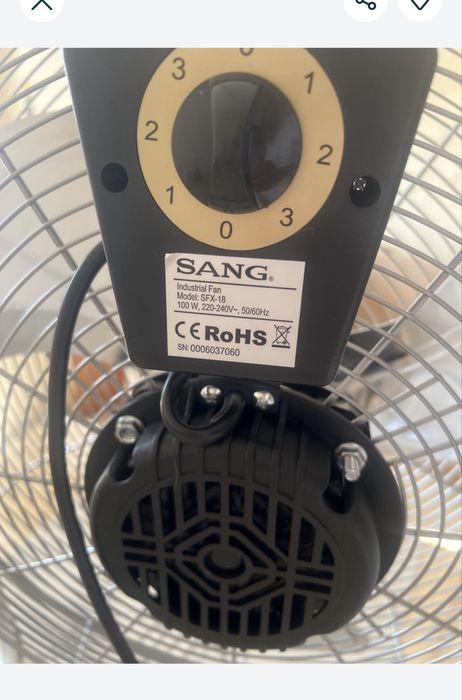 0
3
1
2
2
1
3
0
SANG®
Industrial Fan
Model: SFX-18
100 W, 220-240V~, 50/60Hz
CE RoHS
SN: 0006037060